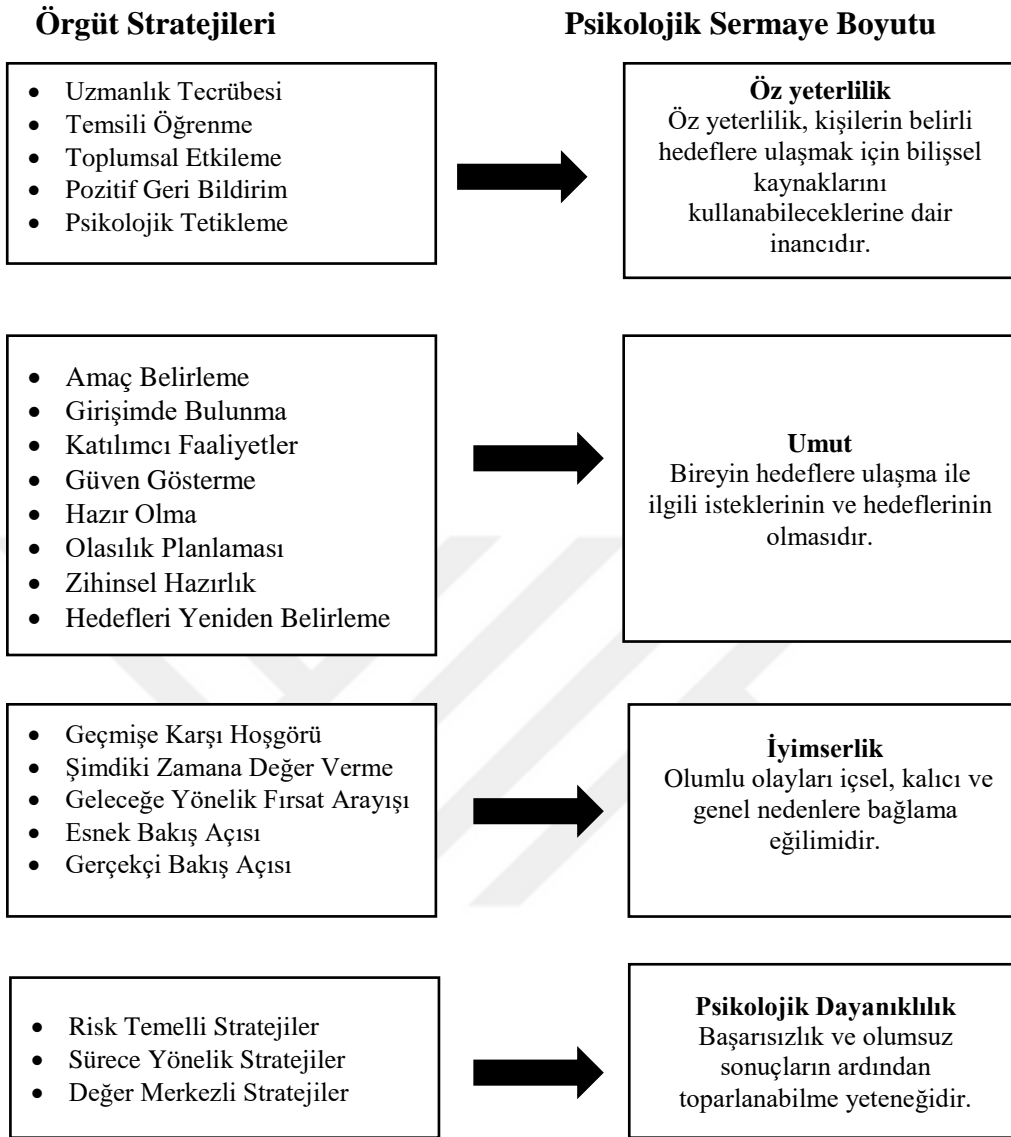 Örgüt Stratejileri
Psikolojik Sermaye Boyutu
• Uzmanlık Tecrübesi
• Temsili Öğrenme
• Toplumsal Etkileme
• Pozitif Geri Bildirim
• Psikolojik Tetikleme
Öz yeterlilik
Öz yeterlilik, kişilerin belirli
hedeflere ulaşmak için bilişsel
kaynaklarını
kullanabileceklerine dair
inancıdır.
• Amaç Belirleme
• Girişimde Bulunma
• Katılımcı Faaliyetler
• Güven Gösterme
• Hazır Olma
• Olasılık Planlaması
• Zihinsel Hazırlık
• Hedefleri Yeniden Belirleme
Umut
Bireyin hedeflere ulaşma ile
ilgili isteklerinin ve hedeflerinin
olmasıdır.
• Geçmişe Karşı Hoşgörü
• Şimdiki Zamana Değer Verme
• Geleceğe Yönelik Fırsat Arayışı
• Esnek Bakış Açısı
• Gerçekçi Bakış Açısı
İyimserlik
Olumlu olayları içsel, kalıcı ve
genel nedenlere bağlama
eğilimidir.
• Risk Temelli Stratejiler
• Sürece Yönelik Stratejiler
• Değer Merkezli Stratejiler
Psikolojik Dayanıklılık
Başarısızlık ve olumsuz
sonuçların ardından
toparlanabilme yeteneğidir.